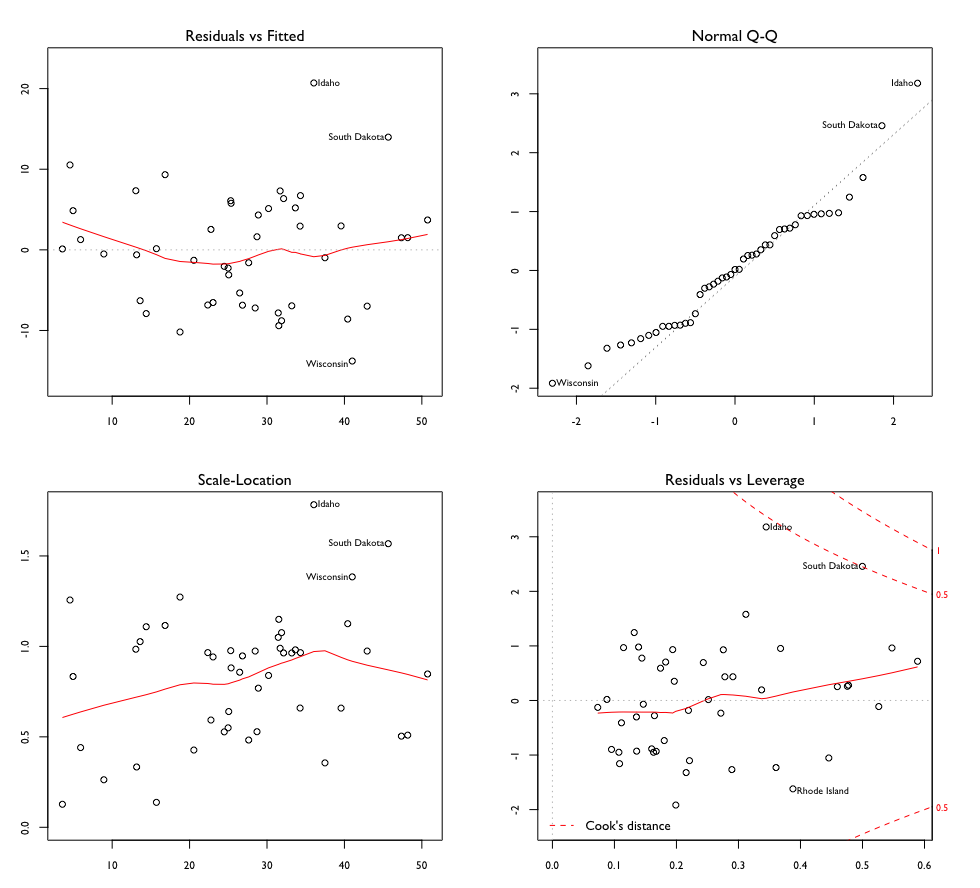 Residuals vs Fitted
20
10
0
-10
Idaho
South Dakota
Wisconsin
10 20 30 40 50
Normal Q-Q
3
2
1
0
-1
-2
Idaho
South Dakota
Wisconsin
-2 -1 0 1 2
Scale-Location
1.5
1.0
0.5
0.0
Idaho
South Dakota
Wisconsin
10 20 30 40 50
Residuals vs Leverage
3
2
1
0
-1
-2
Idaho
South Dakota
Rhode Island
1
0.5
0.5
Cook's distance
0.0 0.1 0.2 0.3 0.4 0.5 0.6